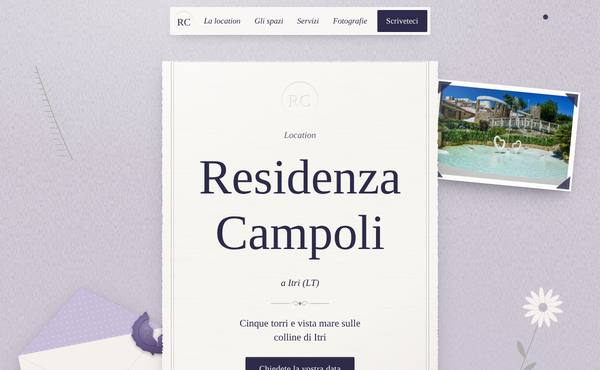 RC La location Gli spazi Servizi Fotografie Scriveteci
RC
Location
Residenza
Campoli
a Itri (LT)
Cinque torri e vista mare sulle
colline di Itri
Chiedete la vostra data